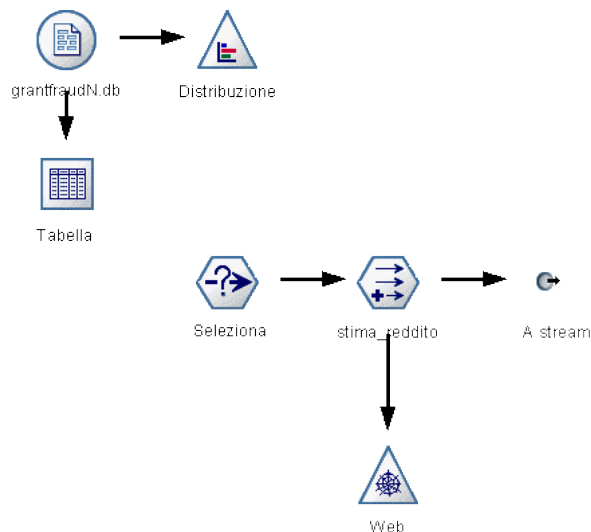 grantfraudN.db
Distribuzione
Tabella
Seleziona
stima_reddito
A stream
Web